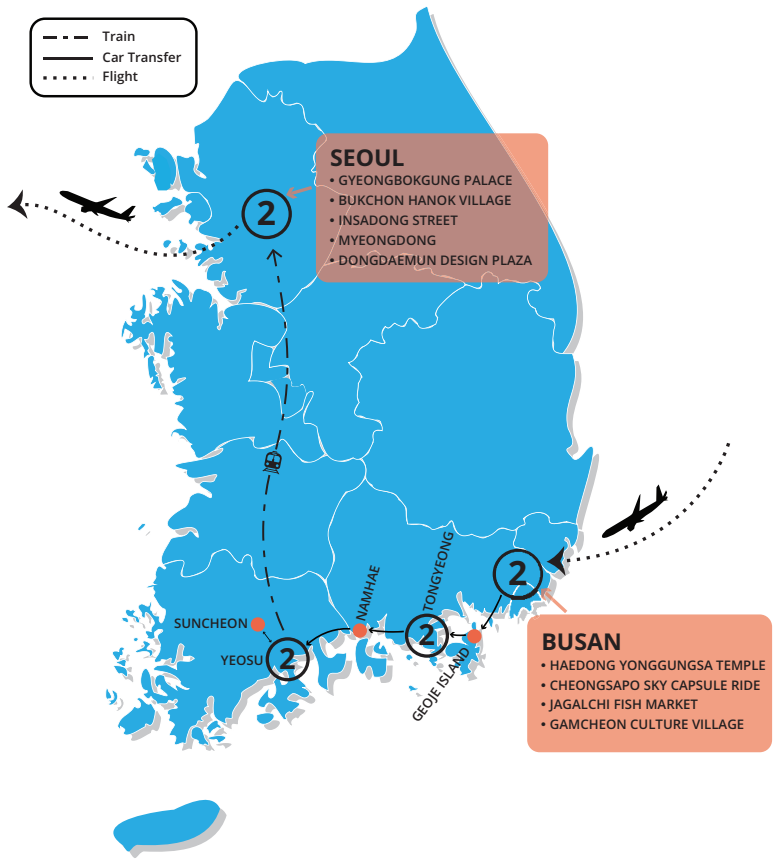 Train
Car Transfer
Flight
SEOUL
• GYEONGBOKGUNG PALACE
• BUKCHON HANOK VILLAGE
• INSADONG STREET
• MYEONGDONG
• DONGDAEMUN DESIGN PLAZA
2
TONGYEONG
NAMHAE
2
SUNCHEON
2
YEOSU
2
GEOJE ISLAND
BUSAN
• HAEDONG YONGGUNGSA TEMPLE
• CHEONGSAPO SKY CAPSULE RIDE
• JAGALCHI FISH MARKET
• GAMCHEON CULTURE VILLAGE